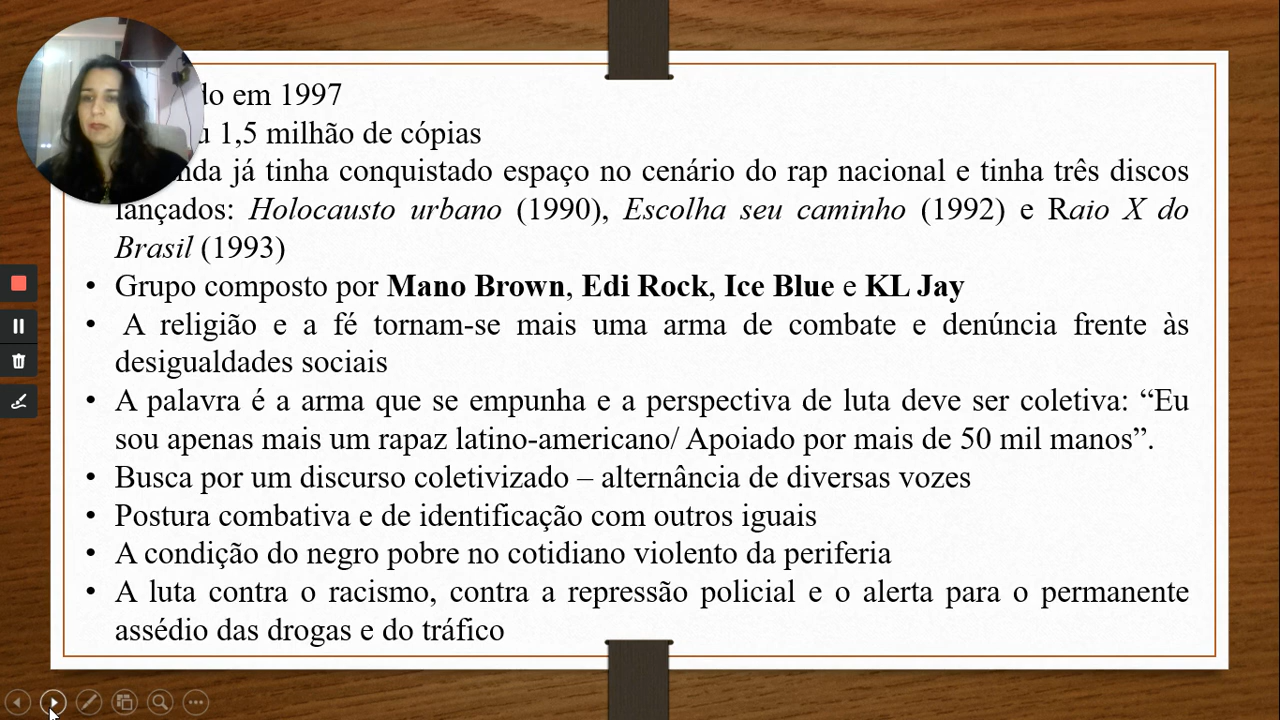 em 1997
1,5 milhão de cópias
já tinha conquistado espaço no cenário do rap nacional e tinha três discos
lançados: Holocausto urbano (1990), Escolha seu caminho (1992) e Raio X do
Brasil (1993)
• Grupo composto por Mano Brown, Edi Rock, Ice Blue e KL Jay
• A religião e a fé tornam-se mais uma arma de combate e denúncia frente às
desigualdades sociais
• A palavra é a arma que se empunha e a perspectiva de luta deve ser coletiva: “Eu
sou apenas mais um rapaz latino-americano/ Apoiado por mais de 50 mil manos”.
• Busca por um discurso coletivizado – alternância de diversas vozes
• Postura combativa e de identificação com outros iguais
• A condição do negro pobre no cotidiano violento da periferia
• A luta contra o racismo, contra a repressão policial e o alerta para o permanente
assédio das drogas e do tráfico